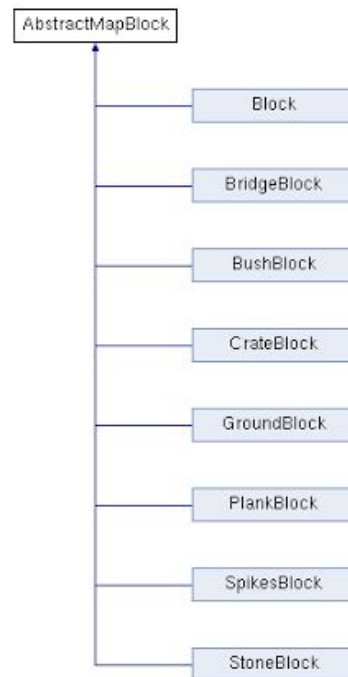 AbstractMapBlock
Block
BridgeBlock
BushBlock
CrateBlock
GroundBlock
PlankBlock
SpikesBlock
StoneBlock